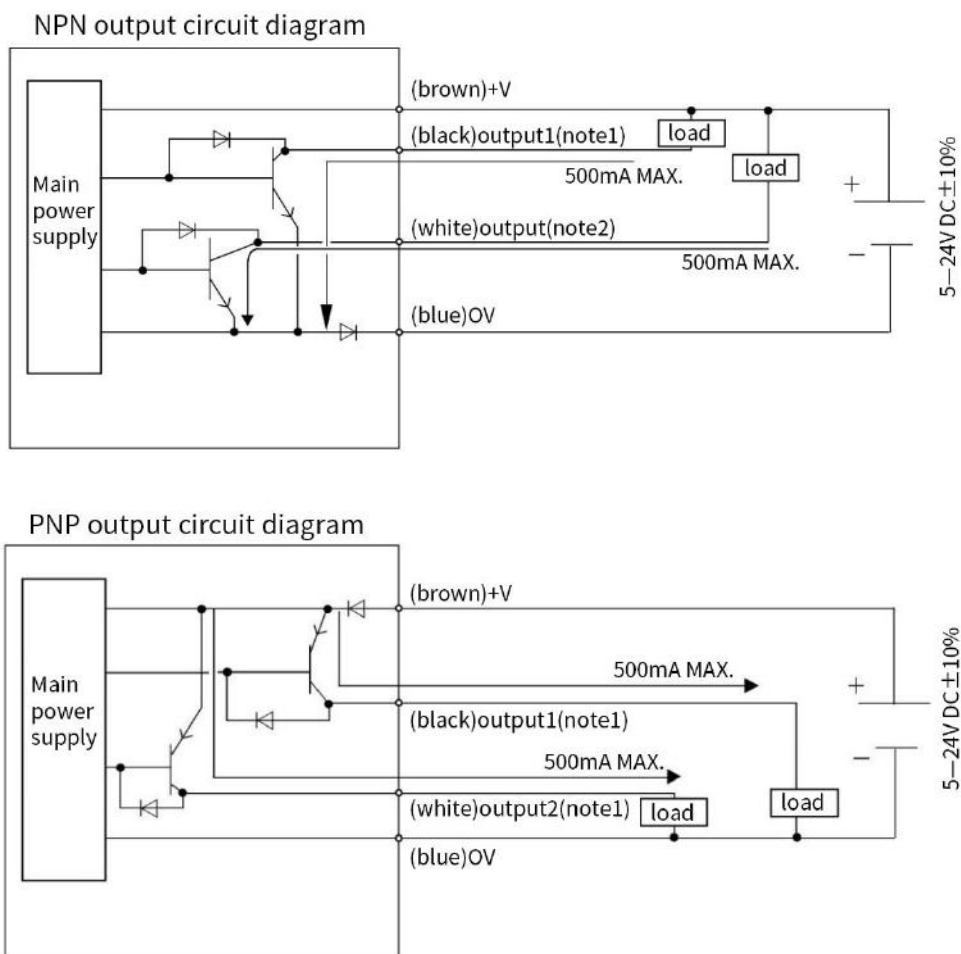 NPN output circuit diagram
(brown)+V
(black)output1(note1)
load
500mA MAX.
load
Main
power
supply
(white)output(note2)
500mA MAX.
(blue)OV
+
−
5—24V DC±10%
PNP output circuit diagram
(brown)+V
500mA MAX.
Main
power
supply
(black)output1(note1)
500mA MAX.
(white)output2(note1)
load
load
(blue)OV
+
−
5—24V DC±10%